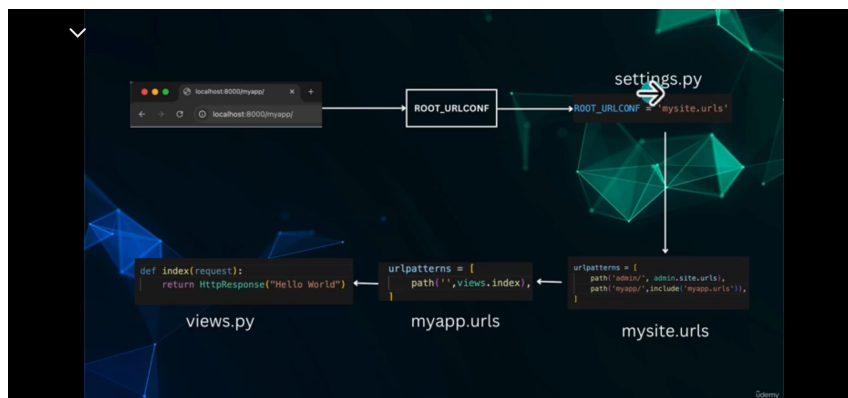 settings.py
localhost:8000/myapp/
localhost:8000/myapp/
ROOT_URLCONF
ROOT_URLCONF = 'mysite.urls'
def index(request):
return HttpResponse("Hello World")
views.py
urlpatterns = [
path('',views.index),
]
myapp.urls
urlpatterns = [
path('admin/', admin.site.urls),
path('myapp/',include('myapp.urls')),
]
mysite.urls
ûdemy